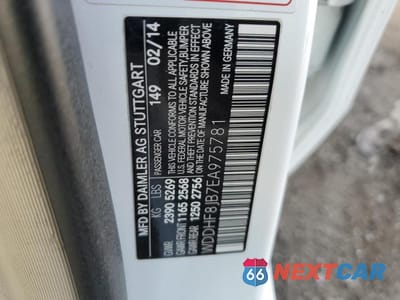 MFD BY DAIMLER AG STUTTGART
PASSENGER CAR 149 02/14
KG LBS
GVWR 2390 5269
GAWR FRONT 1165 2568
GAWR REAR 1250 2756
THIS VEHICLE CONFORMS TO ALL APPLICABLE
U.S. FEDERAL MOTOR VEHICLE SAFETY/BUMPER
AND THEFT PREVENTION STANDARDS IN EFFECT
ON THE DATE OF MANUFACTURE SHOWN ABOVE
MADE IN GERMANY
WDDHF8JB7EA975781
66 NEXTCAR